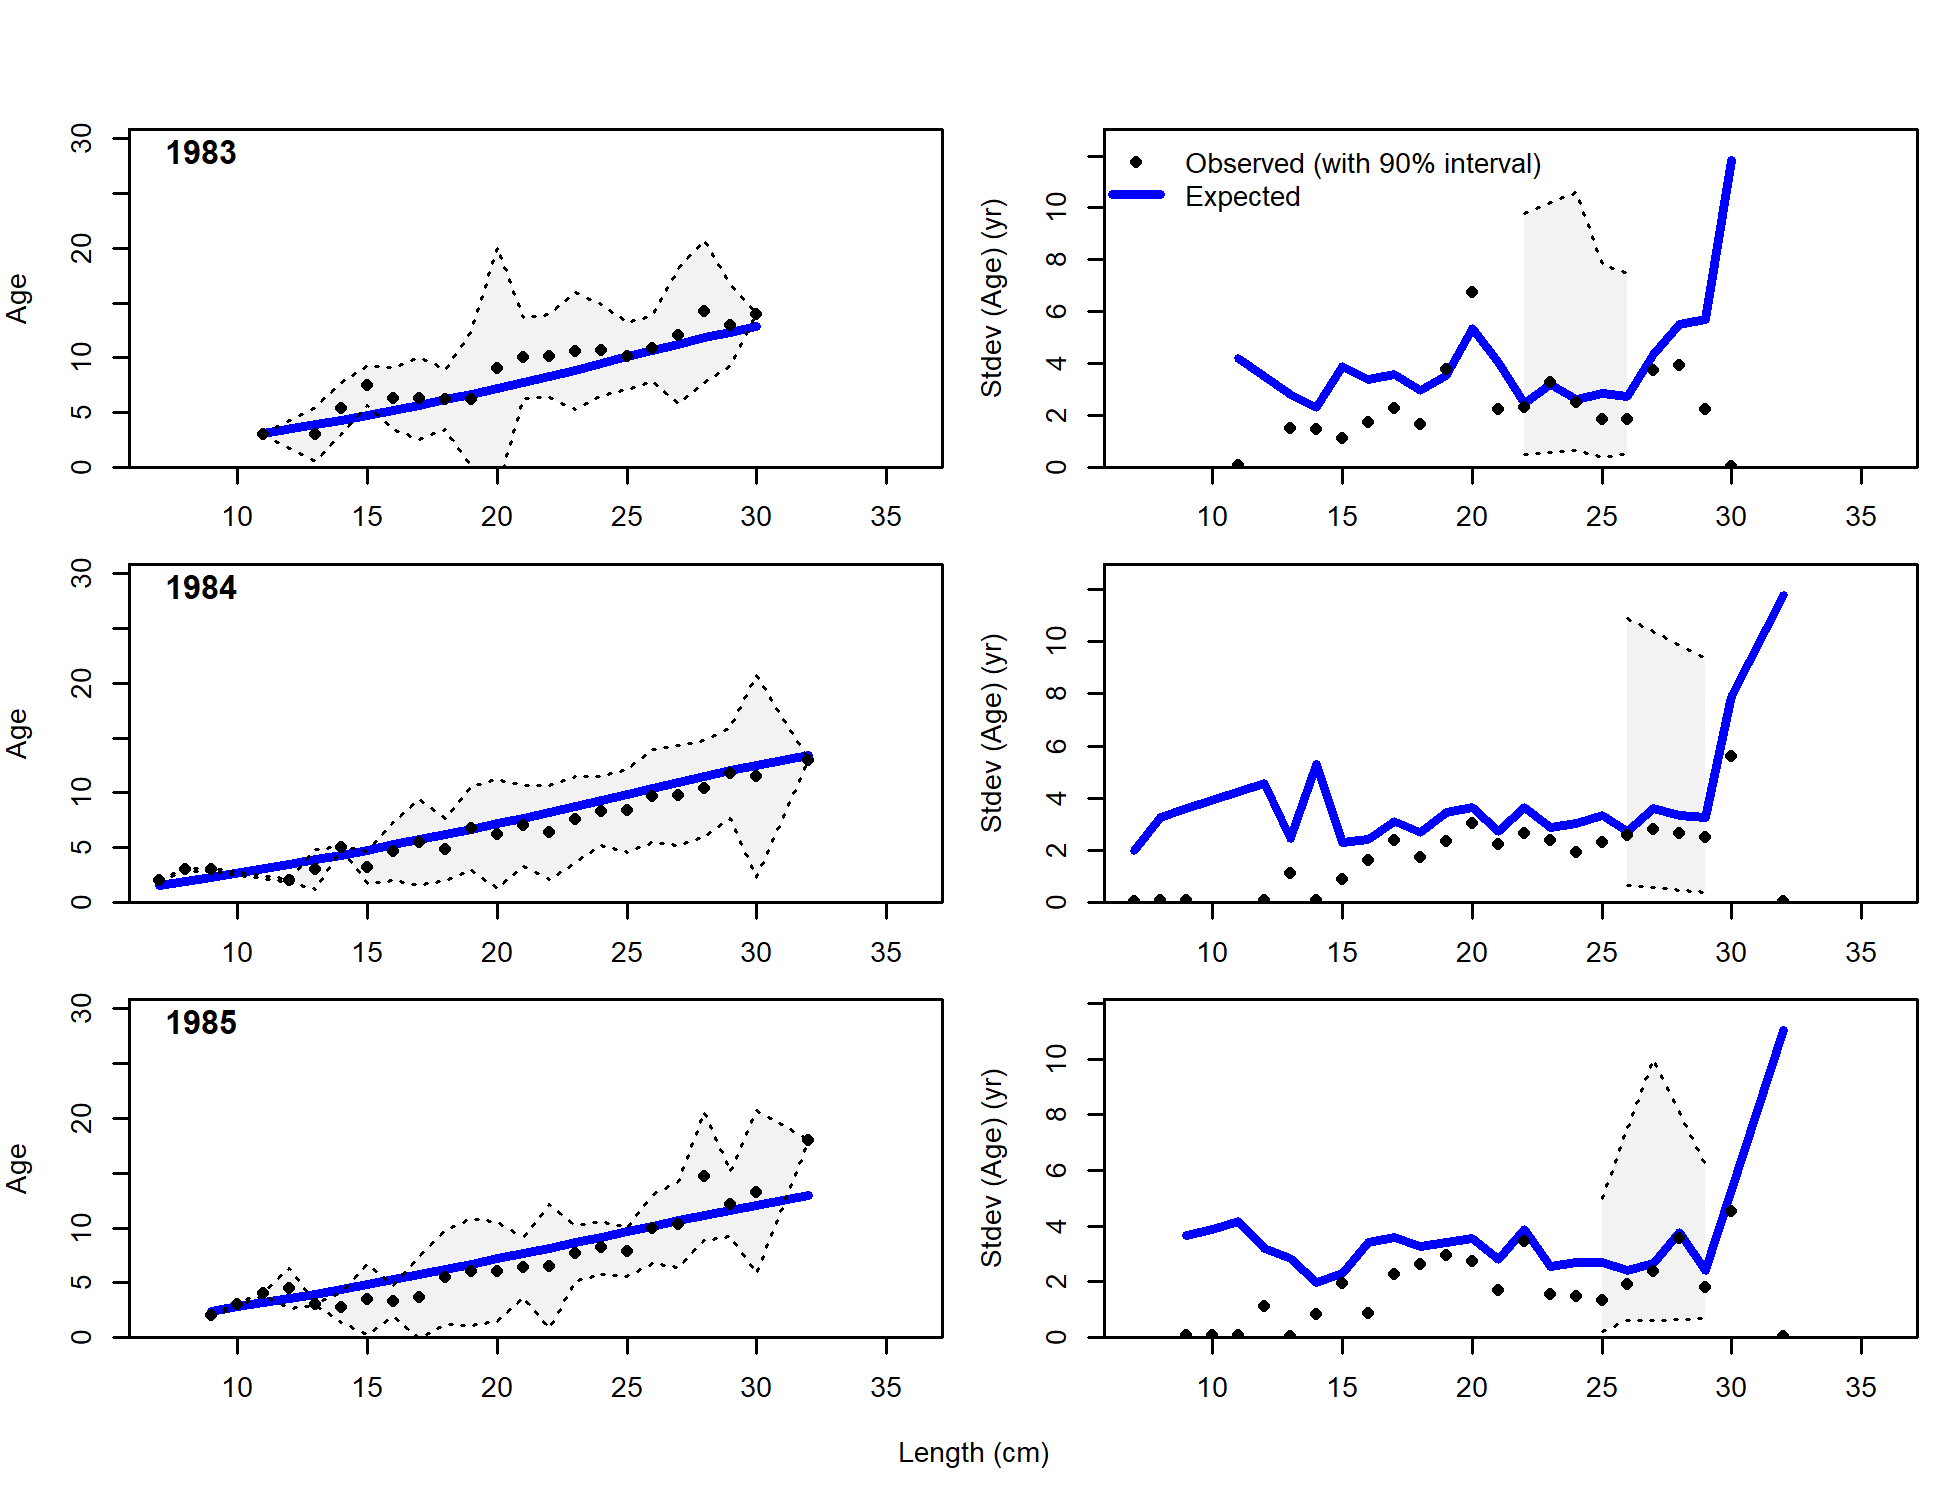 1983
Age
0 5 10 20 30
10 15 20 25 30 35
Observed (with 90% interval)
Expected
Stdev (Age) (yr)
0 2 4 6 8 10
10 15 20 25 30 35
1984
Age
0 5 10 20 30
10 15 20 25 30 35
Stdev (Age) (yr)
0 2 4 6 8 10
10 15 20 25 30 35
1985
Age
0 5 10 20 30
10 15 20 25 30 35
Stdev (Age) (yr)
0 2 4 6 8 10
10 15 20 25 30 35
Length (cm)